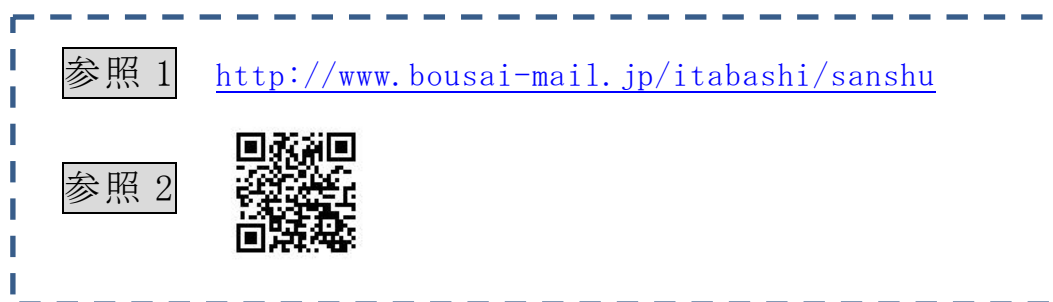 参照 1 http://www.bousai-mail.jp/itabashi/sanshu
参照 2